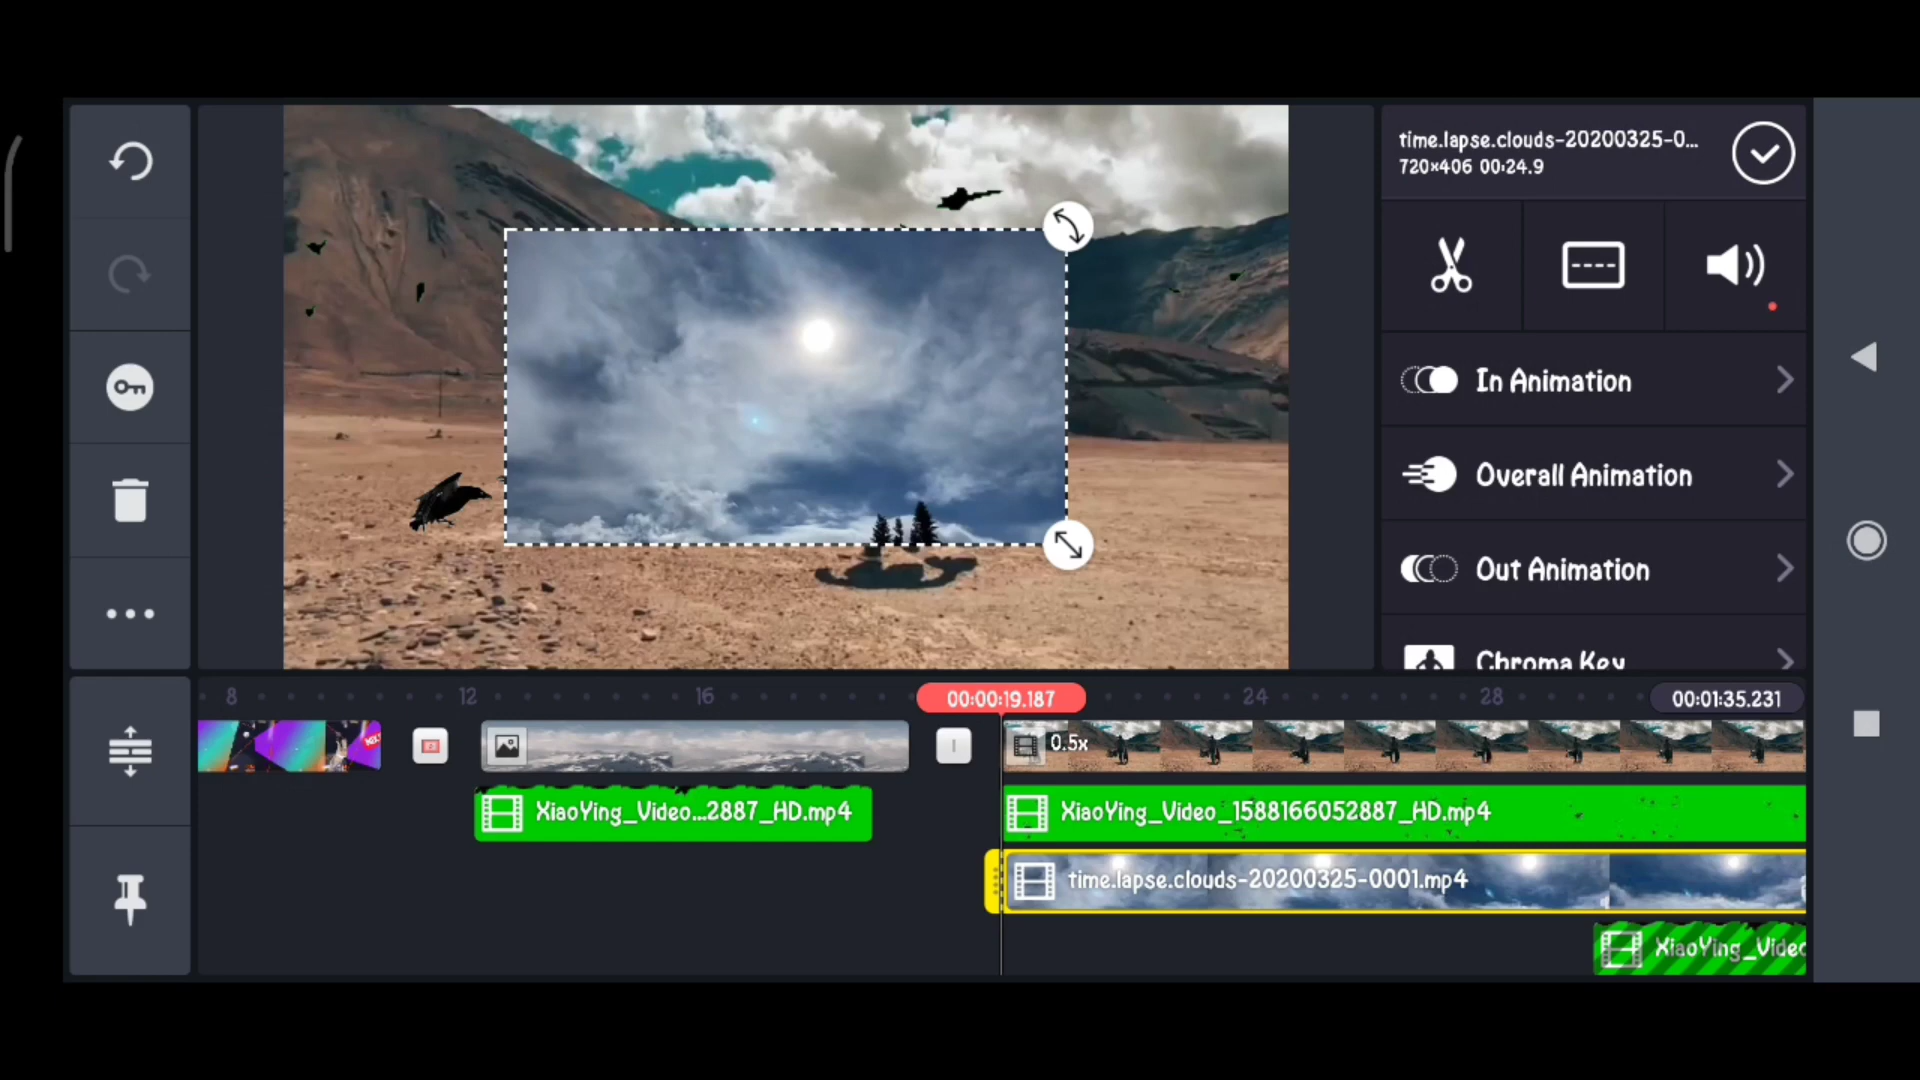 time.lapse.clouds-20200325-0...
720×406 00:24.9
In Animation
Overall Animation
Out Animation
Chroma Key
8
12
16
00:00:19.187
24
28
00:01:35.231
0.5x
XiaoYing_Video...2887_HD.mp4
XiaoYing_Video_1588166052887_HD.mp4
time.lapse.clouds-20200325-0001.mp4
XiaoYing_Video